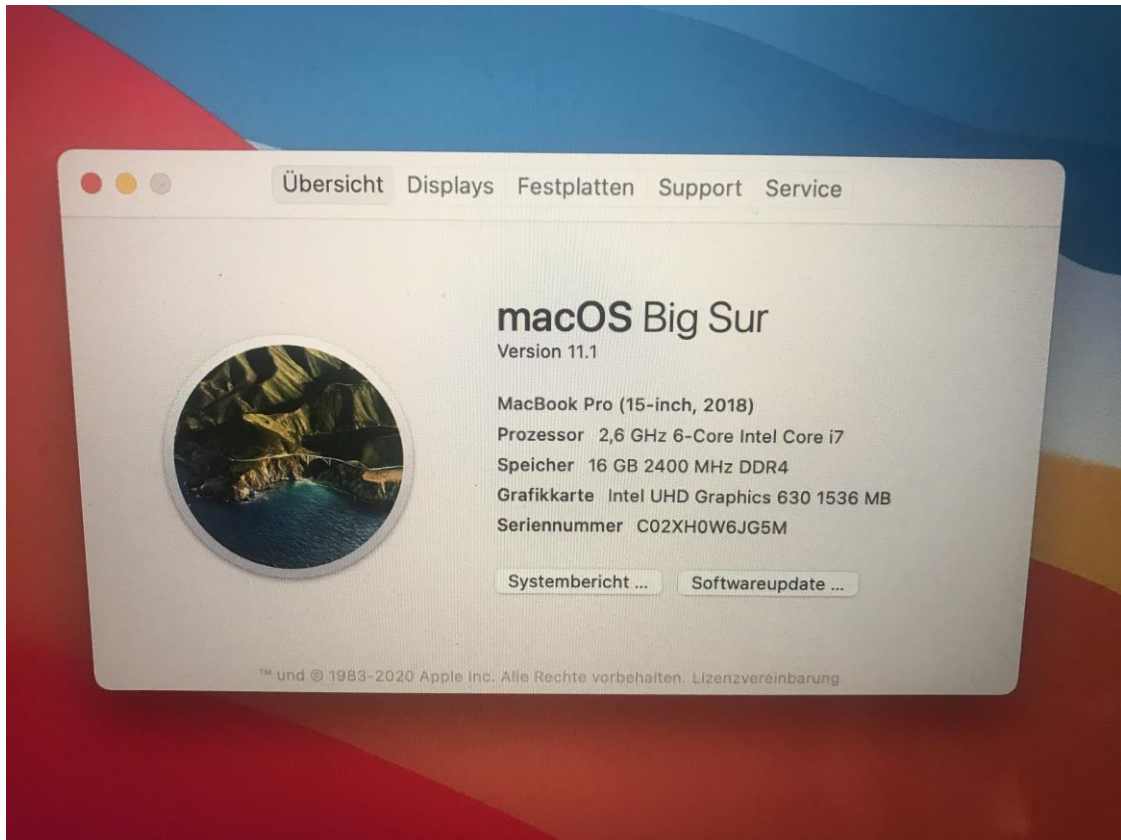 Übersicht Displays Festplatten Support Service
macOS Big Sur
Version 11.1
MacBook Pro (15-inch, 2018)
Prozessor 2,6 GHz 6-Core Intel Core i7
Speicher 16 GB 2400 MHz DDR4
Grafikkarte Intel UHD Graphics 630 1536 MB
Seriennummer C02XH0W6JG5M
Systembericht ... Softwareupdate ...
™ und © 1983-2020 Apple Inc. Alle Rechte vorbehalten. Lizenzvereinbarung